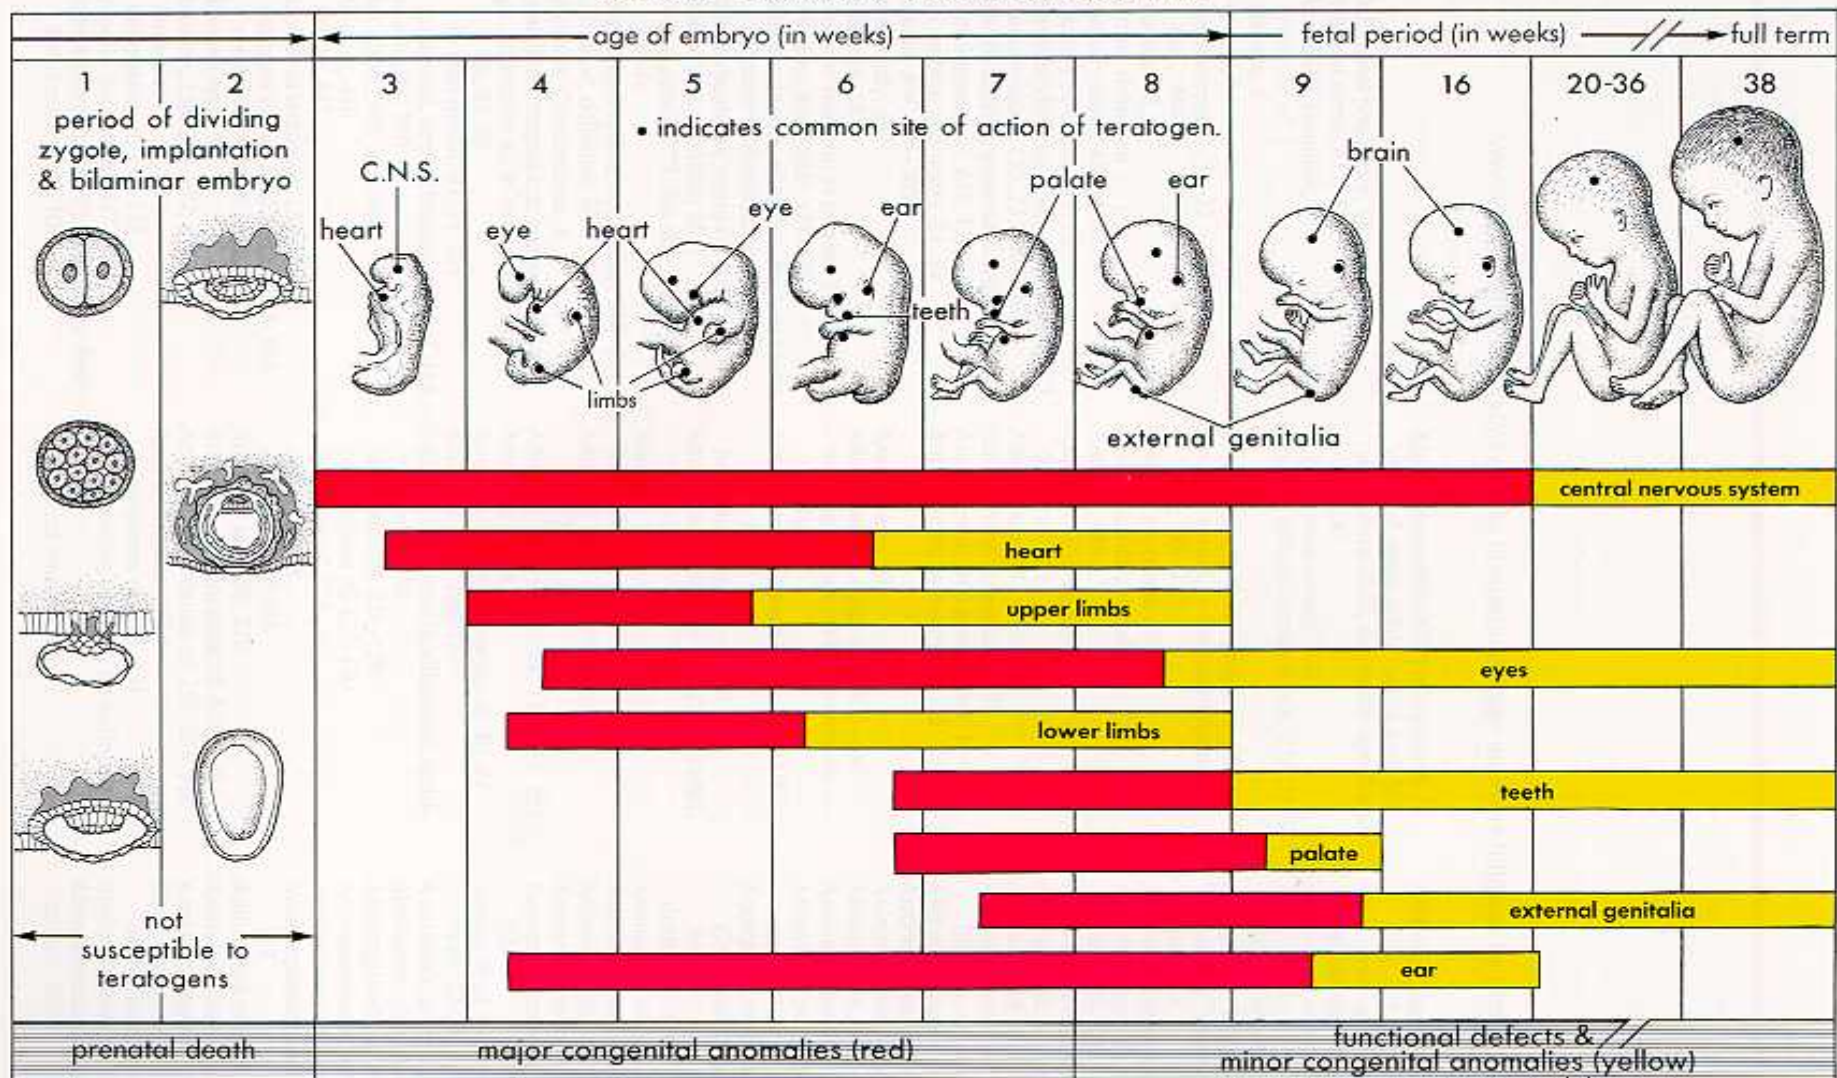 age of embryo (in weeks)
fetal period (in weeks)
full term
1
2
3
4
5
6
7
8
9
16
20-36
38
period of dividing
zygote, implantation
& bilaminar embryo
• indicates common site of action of teratogen.
C.N.S.
heart
eye
heart
eye
ear
palate
ear
brain
teeth
limbs
external genitalia
central nervous system
heart
upper limbs
eyes
lower limbs
teeth
palate
external genitalia
ear
not
susceptible to
teratogens
prenatal death
major congenital anomalies (red)
functional defects &
minor congenital anomalies (yellow)